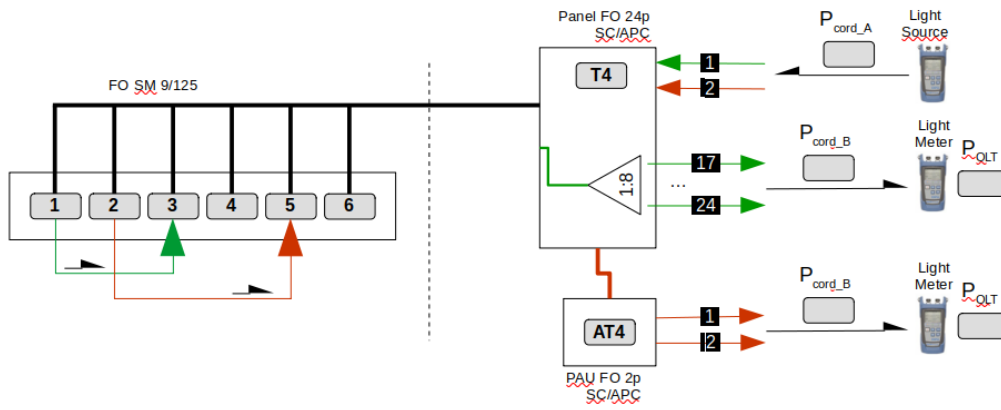 Panel FO 24p
SC/APC
T4
1
2
P cord_A
Light
Source
FO SM 9/125
1
2
3
4
5
6
1:8
17
...
24
P cord_B
Light
Meter
P OLT
AT4
1
2
P cord_B
Light
Meter
P OLT
PAU FO 2p
SC/APC